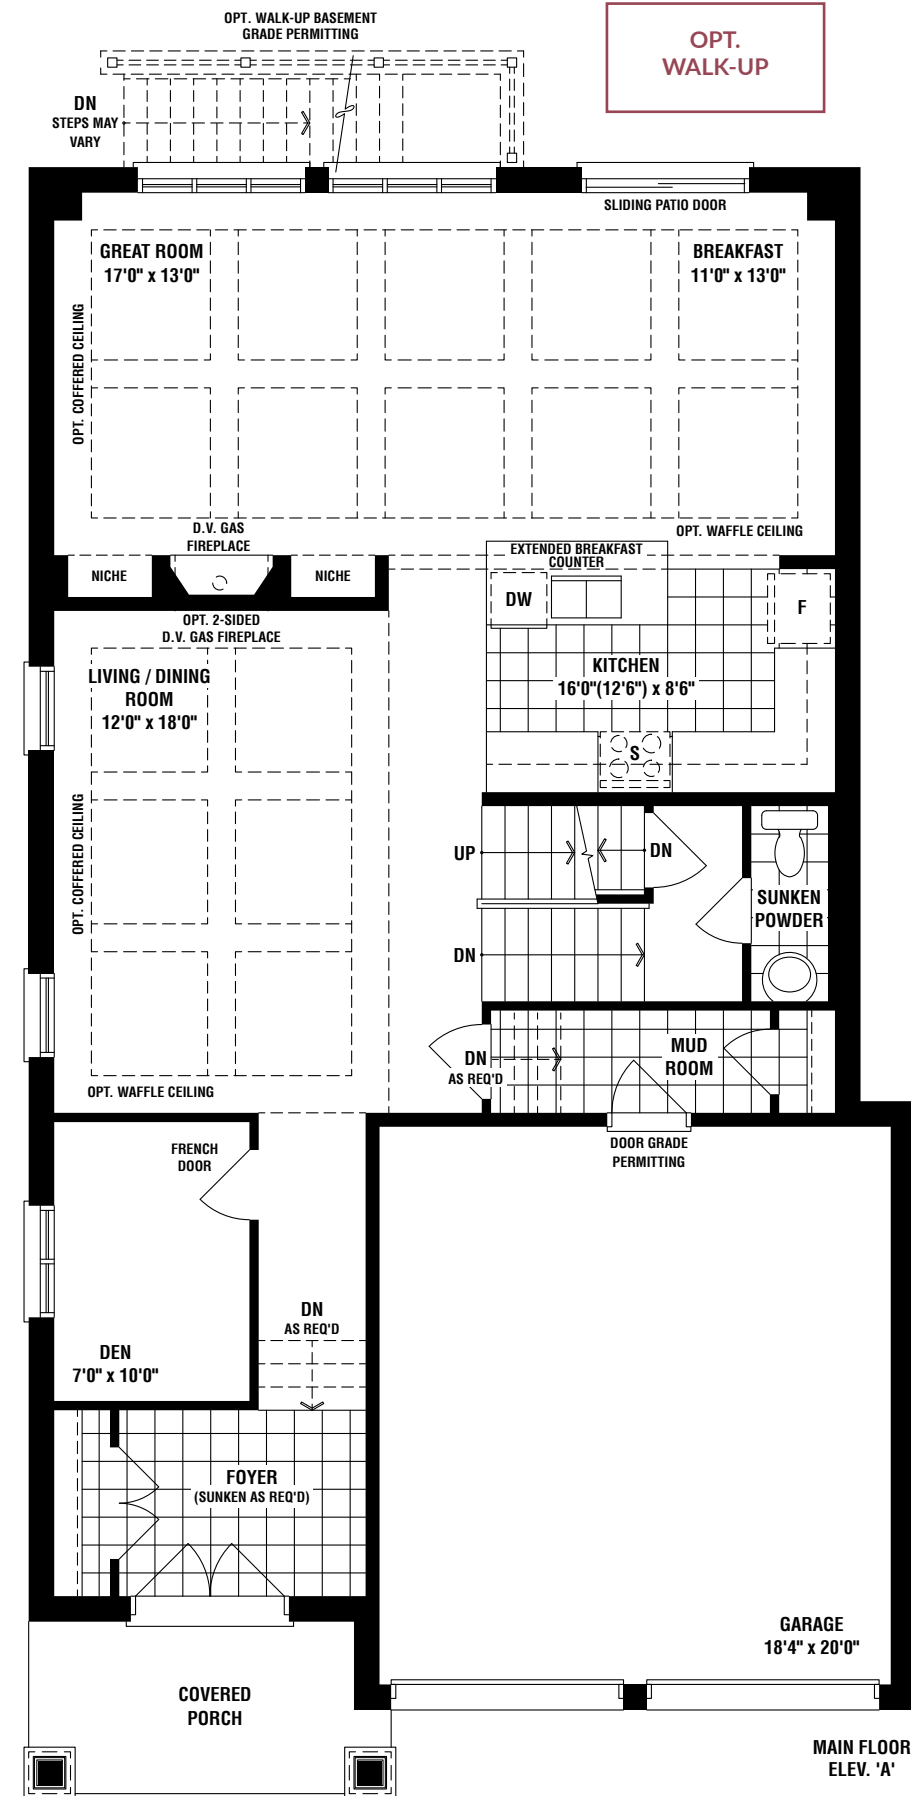 OPT. WALK-UP BASEMENT
GRADE PERMITTING
OPT.
WALK-UP
DN
STEPS MAY
VARY
SLIDING PATIO DOOR
GREAT ROOM
17'0" x 13'0"
BREAKFAST
11'0" x 13'0"
OPT. COFFERED CEILING
OPT. WAFFLE CEILING
D.V. GAS
FIREPLACE
NICHE
NICHE
EXTENDED BREAKFAST
COUNTER
DW
F
OPT. 2-SIDED
D.V. GAS FIREPLACE
KITCHEN
16'0"(12'6") x 8'6"
LIVING / DINING
ROOM
12'0" x 18'0"
S
OPT. COFFERED CEILING
UP
DN
SUNKEN
POWDER
DN
MUD
ROOM
DN
AS REQ'D
OPT. WAFFLE CEILING
FRENCH
DOOR
DOOR GRADE
PERMITTING
DN
AS REQ'D
DEN
7'0" x 10'0"
FOYER
(SUNKEN AS REQ'D)
GARAGE
18'4" x 20'0"
COVERED
PORCH
MAIN FLOOR
ELEV. 'A'